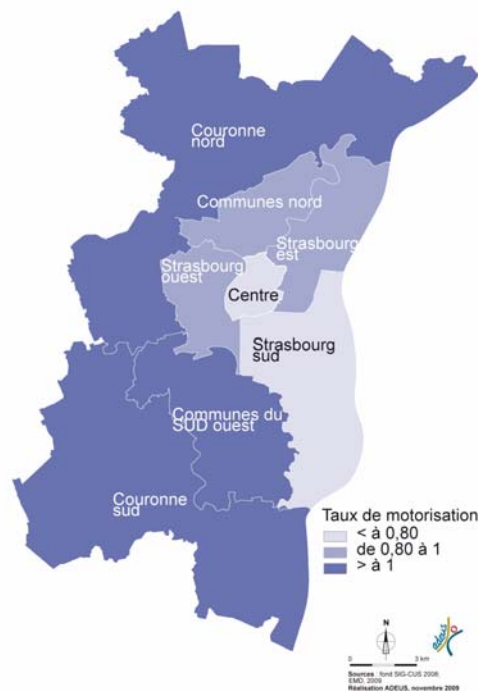 Couronne
nord
Communes nord
Strasbourg
est
Strasbourg
ouest
Centre
Strasbourg
sud
Communes du
SUD ouest
Couronne
sud
Taux de motorisation
< à 0,80
de 0,80 à 1
> à 1
N
adeus
0 3 km
Sources : fond SIG-CUS 2008;
EMD, 2009
Réalisation ADEUS, novembre 2009